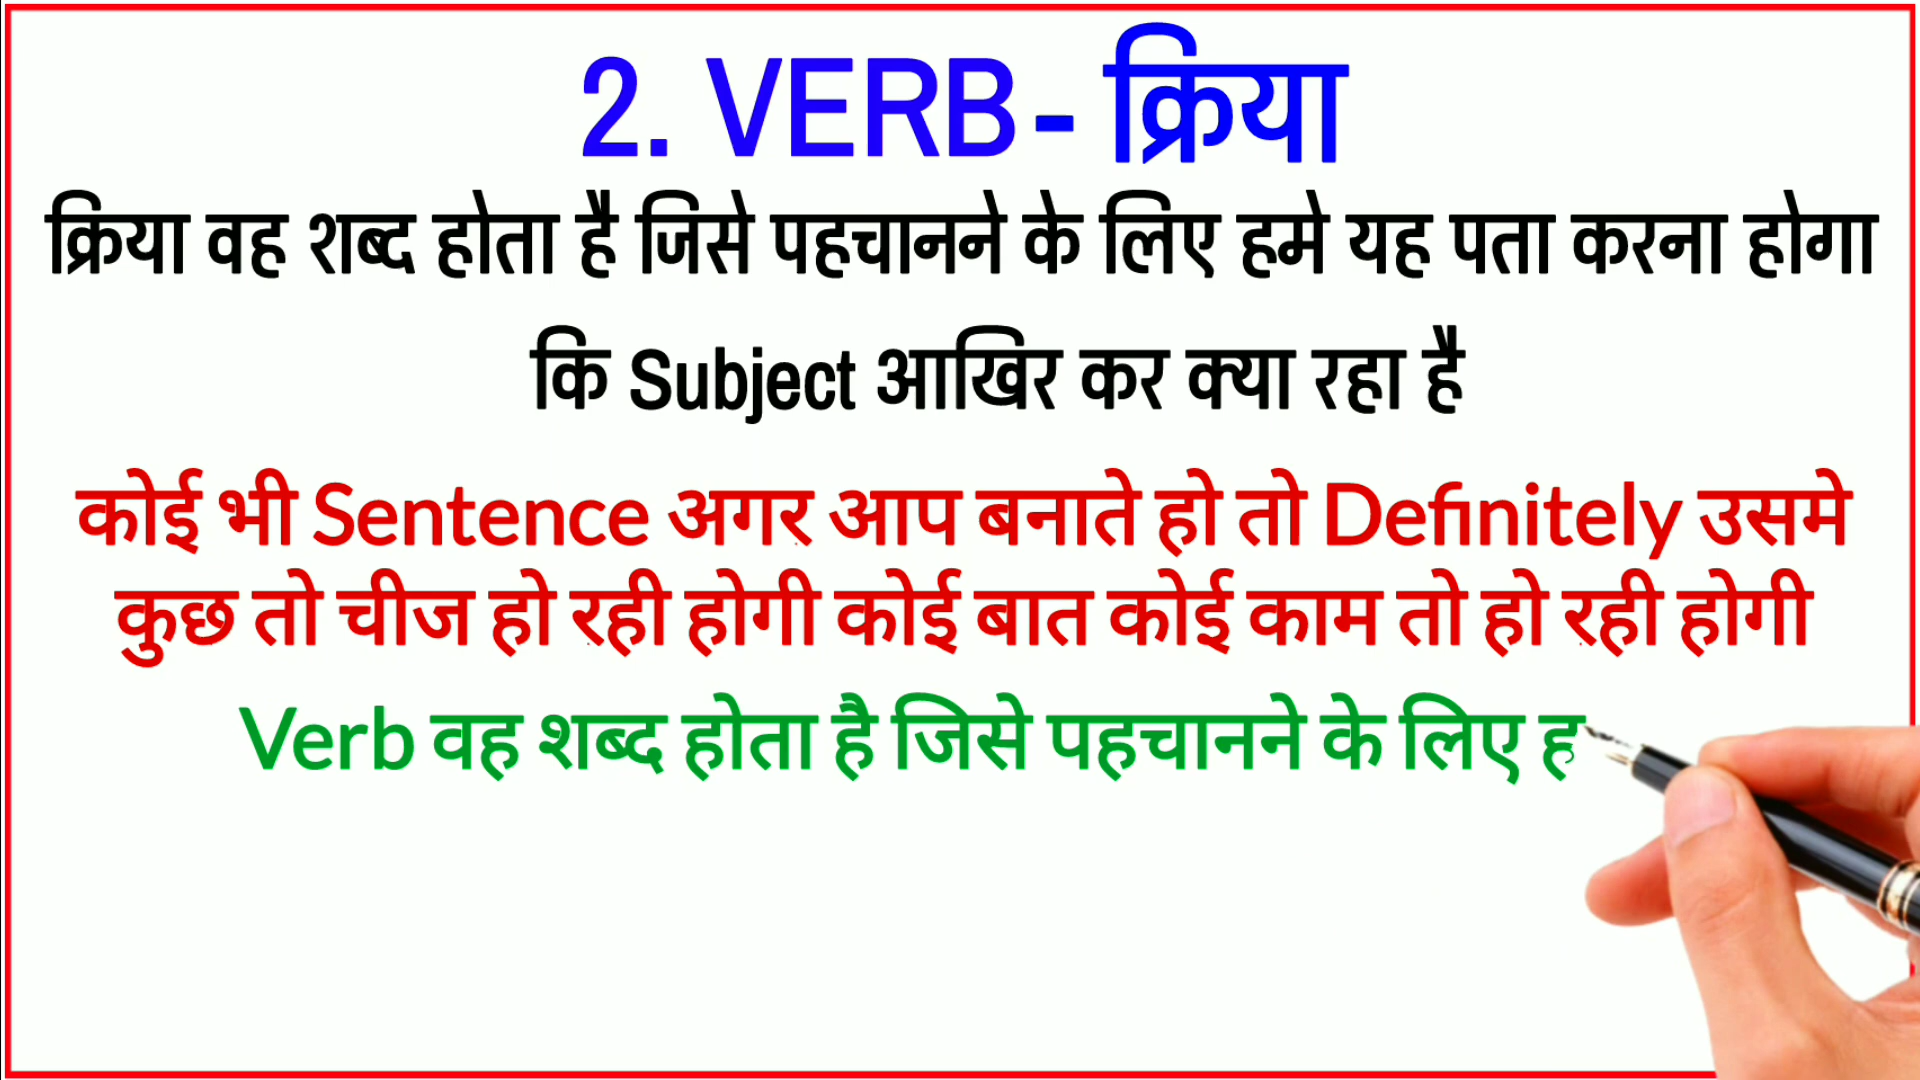 2. VERB - क्रिया
क्रिया वह शब्द होता है जिसे पहचानने के लिए हमे यह पता करना होगा
कि Subject आखिर कर क्या रहा है
कोई भी Sentence अगर आप बनाते हो तो Definitely उसमे
कुछ तो चीज हो रही होगी कोई बात कोई काम तो हो रही होगी
Verb वह शब्द होता है जिसे पहचानने के लिए ह